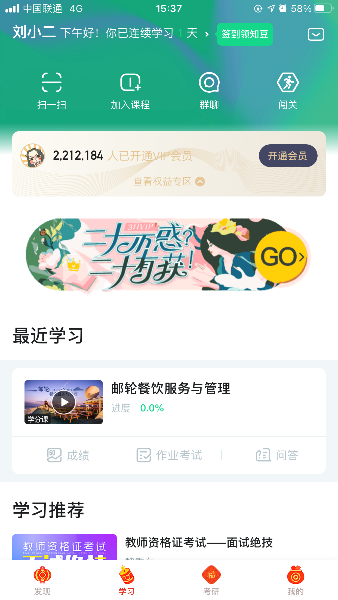 中国联通 4G 15:37 58%
刘小二 下午好！你已连续学习 1 天 签到领知豆
扫一扫 加入课程 群聊 闯关
2,212,184 人已开通VIP会员 开通会员
查看权益专区
二十不惑？
二十有获！
GO
最近学习
邮轮餐饮服务与管理
进度 0.0%
学分课
成绩 作业考试 问答
学习推荐
教师资格证考试
教师资格证考试——面试绝技
发现 学习 考研 我的